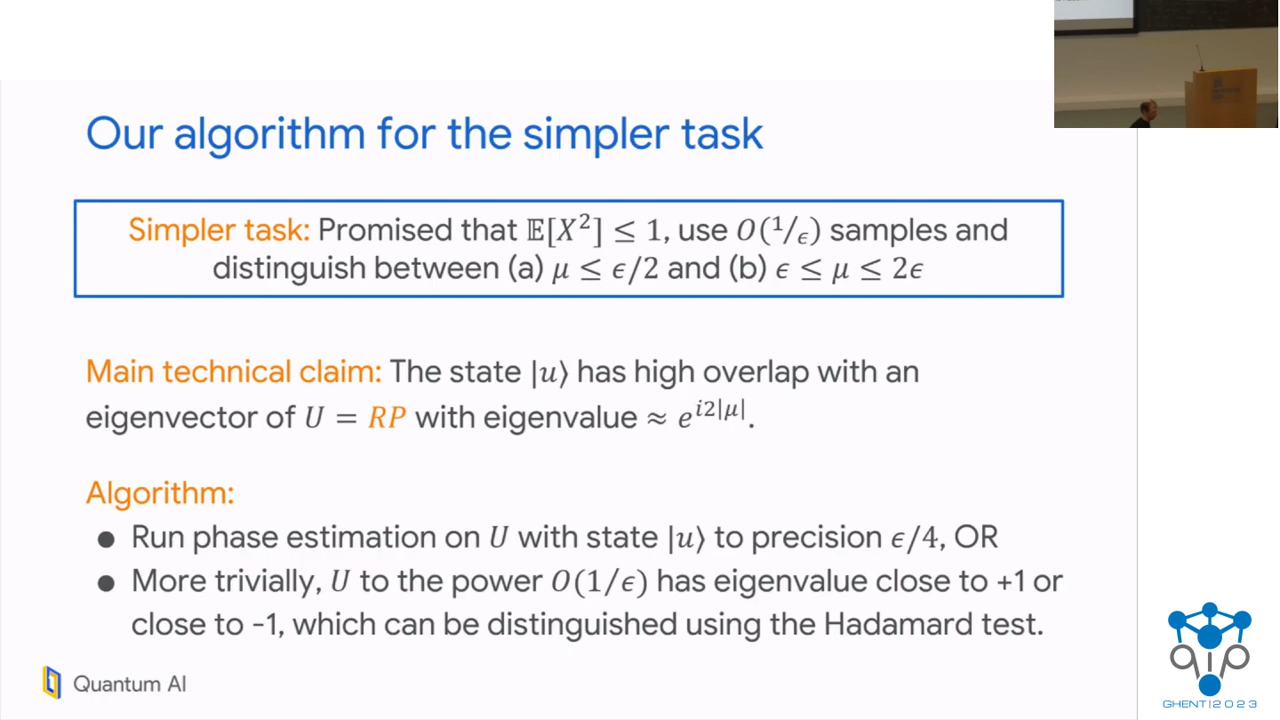 Our algorithm for the simpler task
Simpler task: Promised that 𝔼[X²] ≤ 1, use O(1/ϵ) samples and
distinguish between (a) μ ≤ ϵ/2 and (b) ϵ ≤ μ ≤ 2ϵ
Main technical claim: The state |u⟩ has high overlap with an
eigenvector of U = RP with eigenvalue ≈ e^{i2|μ|}.
Algorithm:
● Run phase estimation on U with state |u⟩ to precision ϵ/4, OR
● More trivially, U to the power O(1/ϵ) has eigenvalue close to +1 or
close to -1, which can be distinguished using the Hadamard test.
Quantum AI
qip
GHENT|2023